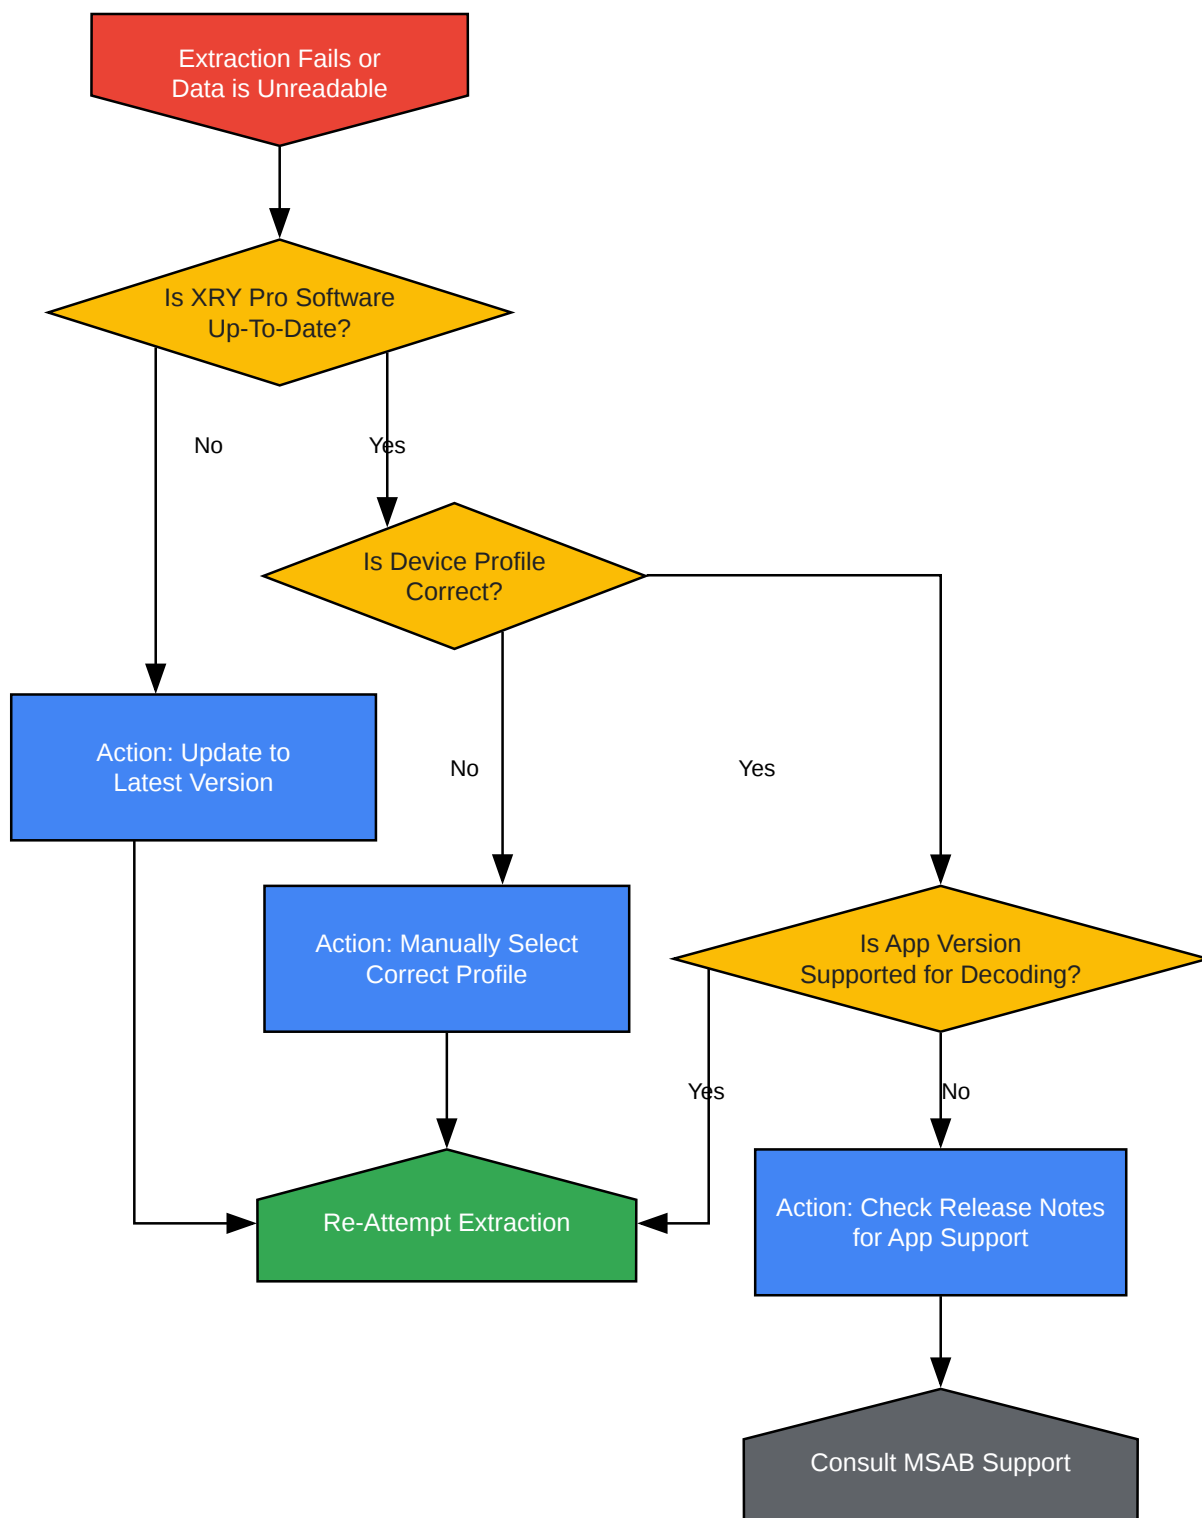 Extraction Fails or
Data is Unreadable
Is XRY Pro Software
Up-To-Date?
No
Yes
Is Device Profile
Correct?
Action: Update to
Latest Version
No
Yes
Action: Manually Select
Correct Profile
Is App Version
Supported for Decoding?
Yes
No
Re-Attempt Extraction
Action: Check Release Notes
for App Support
Consult MSAB Support